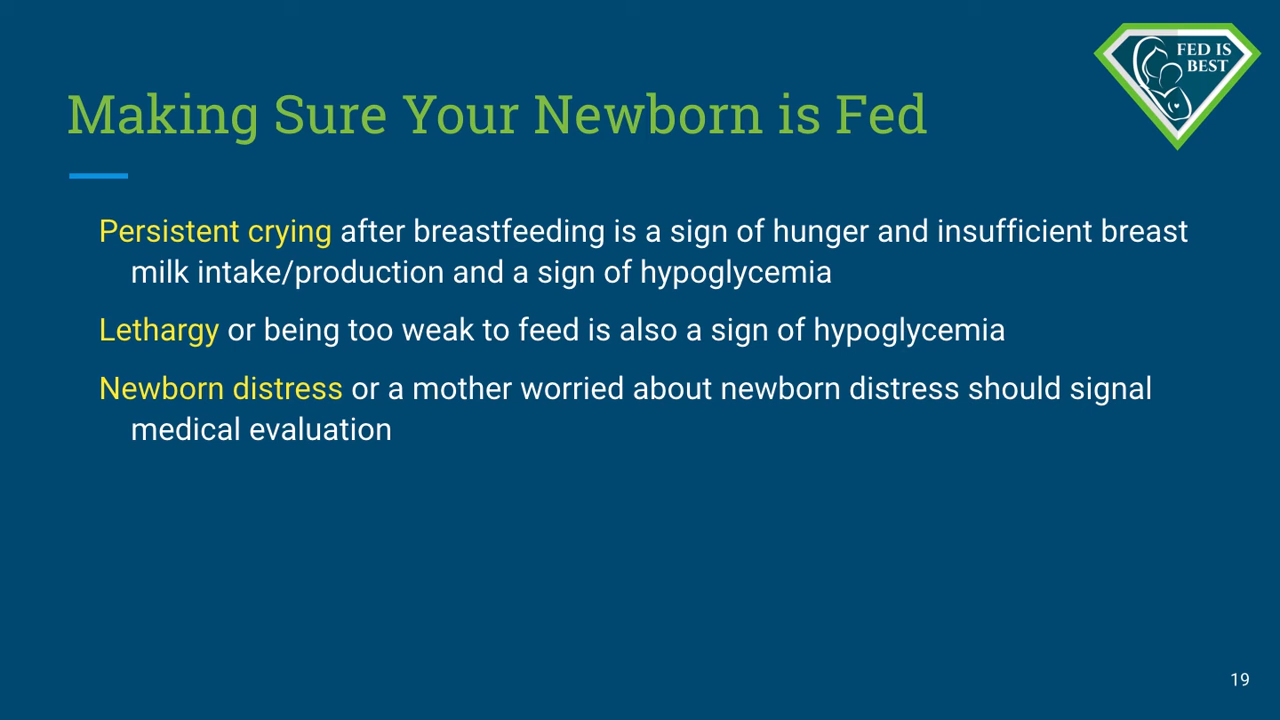 FED IS
BEST
Making Sure Your Newborn is Fed
Persistent crying after breastfeeding is a sign of hunger and insufficient breast
milk intake/production and a sign of hypoglycemia
Lethargy or being too weak to feed is also a sign of hypoglycemia
Newborn distress or a mother worried about newborn distress should signal
medical evaluation
19